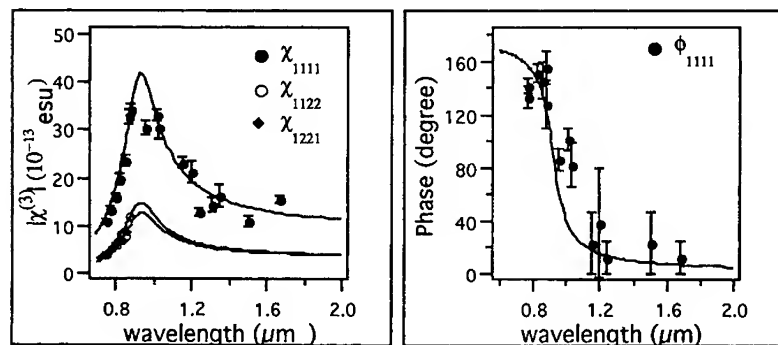 50
40
30
20
10
0
|χ(3)| (10−13 esu)
χ1111
χ1122
χ1221
0.8
1.2
1.6
2.0
wavelength (μm )
160
120
80
40
0
Phase (degree)
ϕ1111
0.8
1.2
1.6
2.0
wavelength (μm)